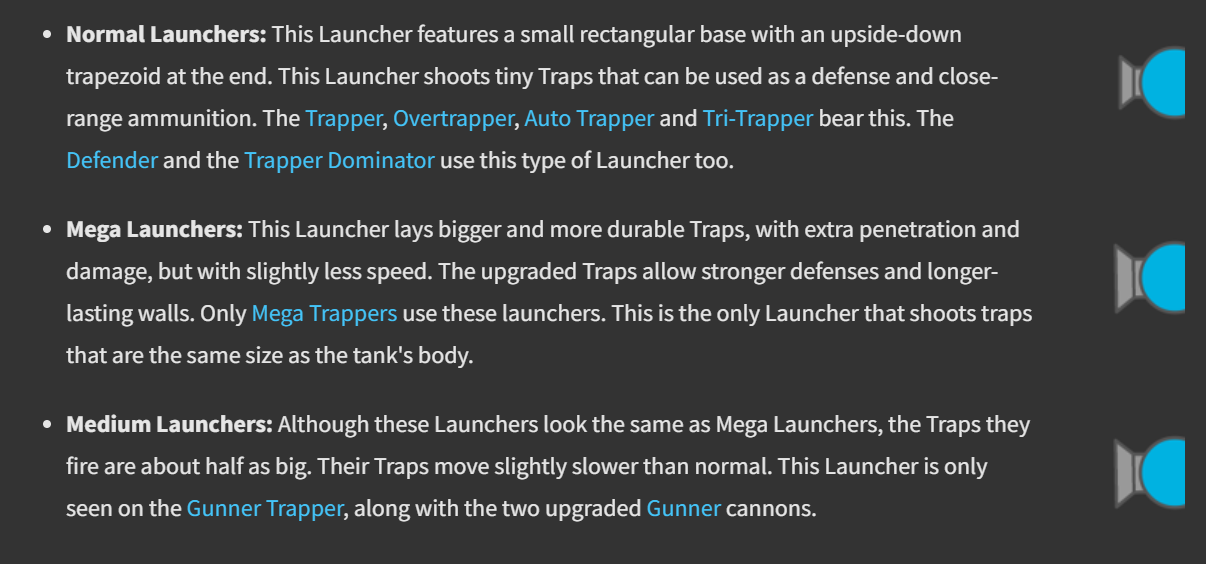 Normal Launchers: This Launcher features a small rectangular base with an upside-down
trapezoid at the end. This Launcher shoots tiny Traps that can be used as a defense and close-
range ammunition. The Trapper, Overtrapper, Auto Trapper and Tri-Trapper bear this. The
Defender and the Trapper Dominator use this type of Launcher too.
Mega Launchers: This Launcher lays bigger and more durable Traps, with extra penetration and
damage, but with slightly less speed. The upgraded Traps allow stronger defenses and longer-
lasting walls. Only Mega Trappers use these launchers. This is the only Launcher that shoots traps
that are the same size as the tank's body.
Medium Launchers: Although these Launchers look the same as Mega Launchers, the Traps they
fire are about half as big. Their Traps move slightly slower than normal. This Launcher is only
seen on the Gunner Trapper, along with the two upgraded Gunner cannons.